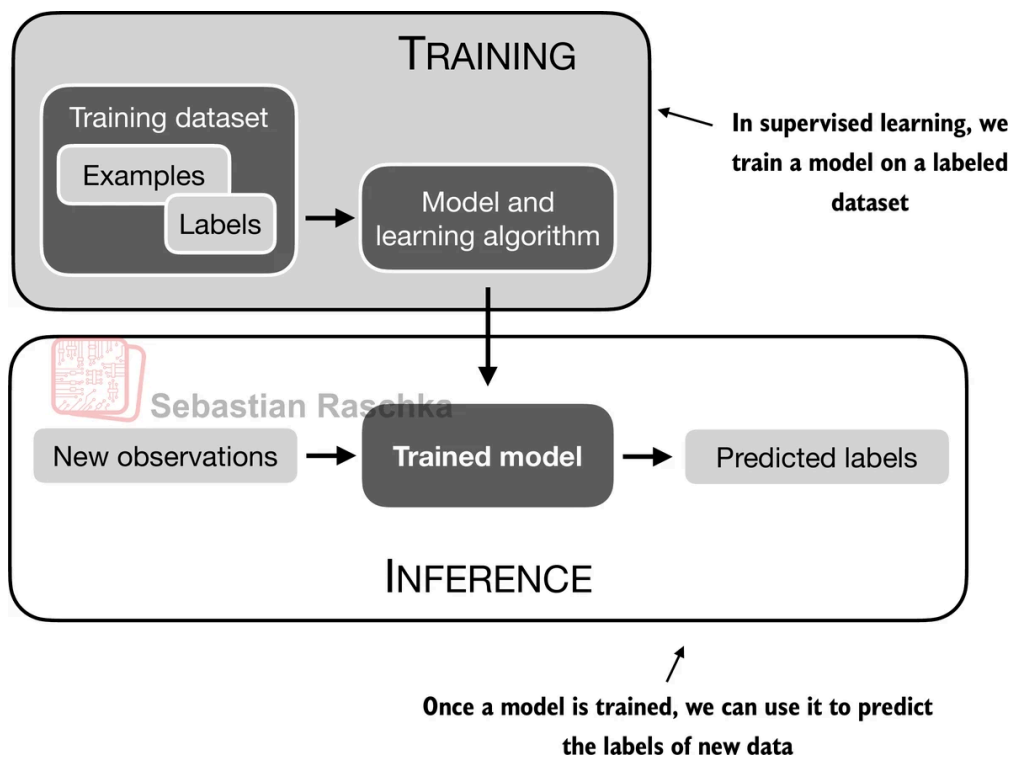 TRAINING
Training dataset
Examples
Labels
Model and
learning algorithm
In supervised learning, we
train a model on a labeled
dataset
Sebastian Raschka
New observations
Trained model
Predicted labels
INFERENCE
Once a model is trained, we can use it to predict
the labels of new data